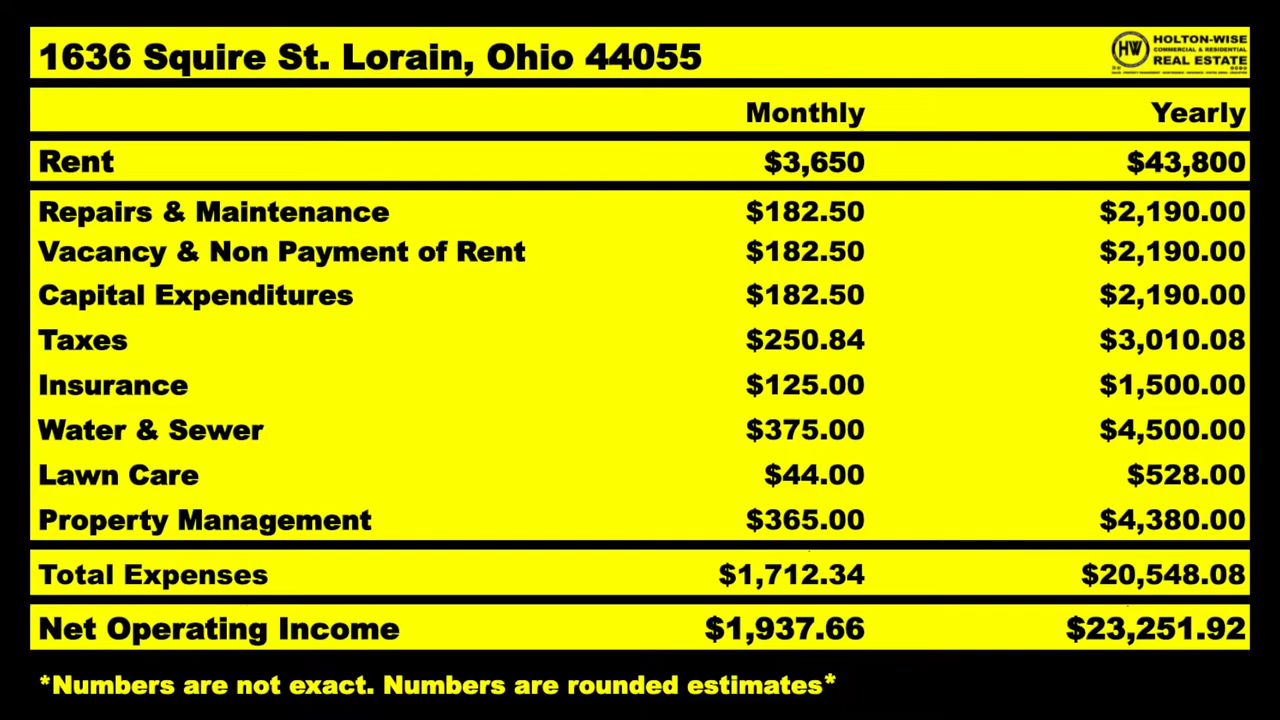 1636 Squire St. Lorain, Ohio 44055
HW
HOLTON-WISE
COMMERCIAL & RESIDENTIAL
REAL ESTATE
Monthly Yearly
Rent $3,650 $43,800
Repairs & Maintenance $182.50 $2,190.00
Vacancy & Non Payment of Rent $182.50 $2,190.00
Capital Expenditures $182.50 $2,190.00
Taxes $250.84 $3,010.08
Insurance $125.00 $1,500.00
Water & Sewer $375.00 $4,500.00
Lawn Care $44.00 $528.00
Property Management $365.00 $4,380.00
Total Expenses $1,712.34 $20,548.08
Net Operating Income $1,937.66 $23,251.92
*Numbers are not exact. Numbers are rounded estimates*